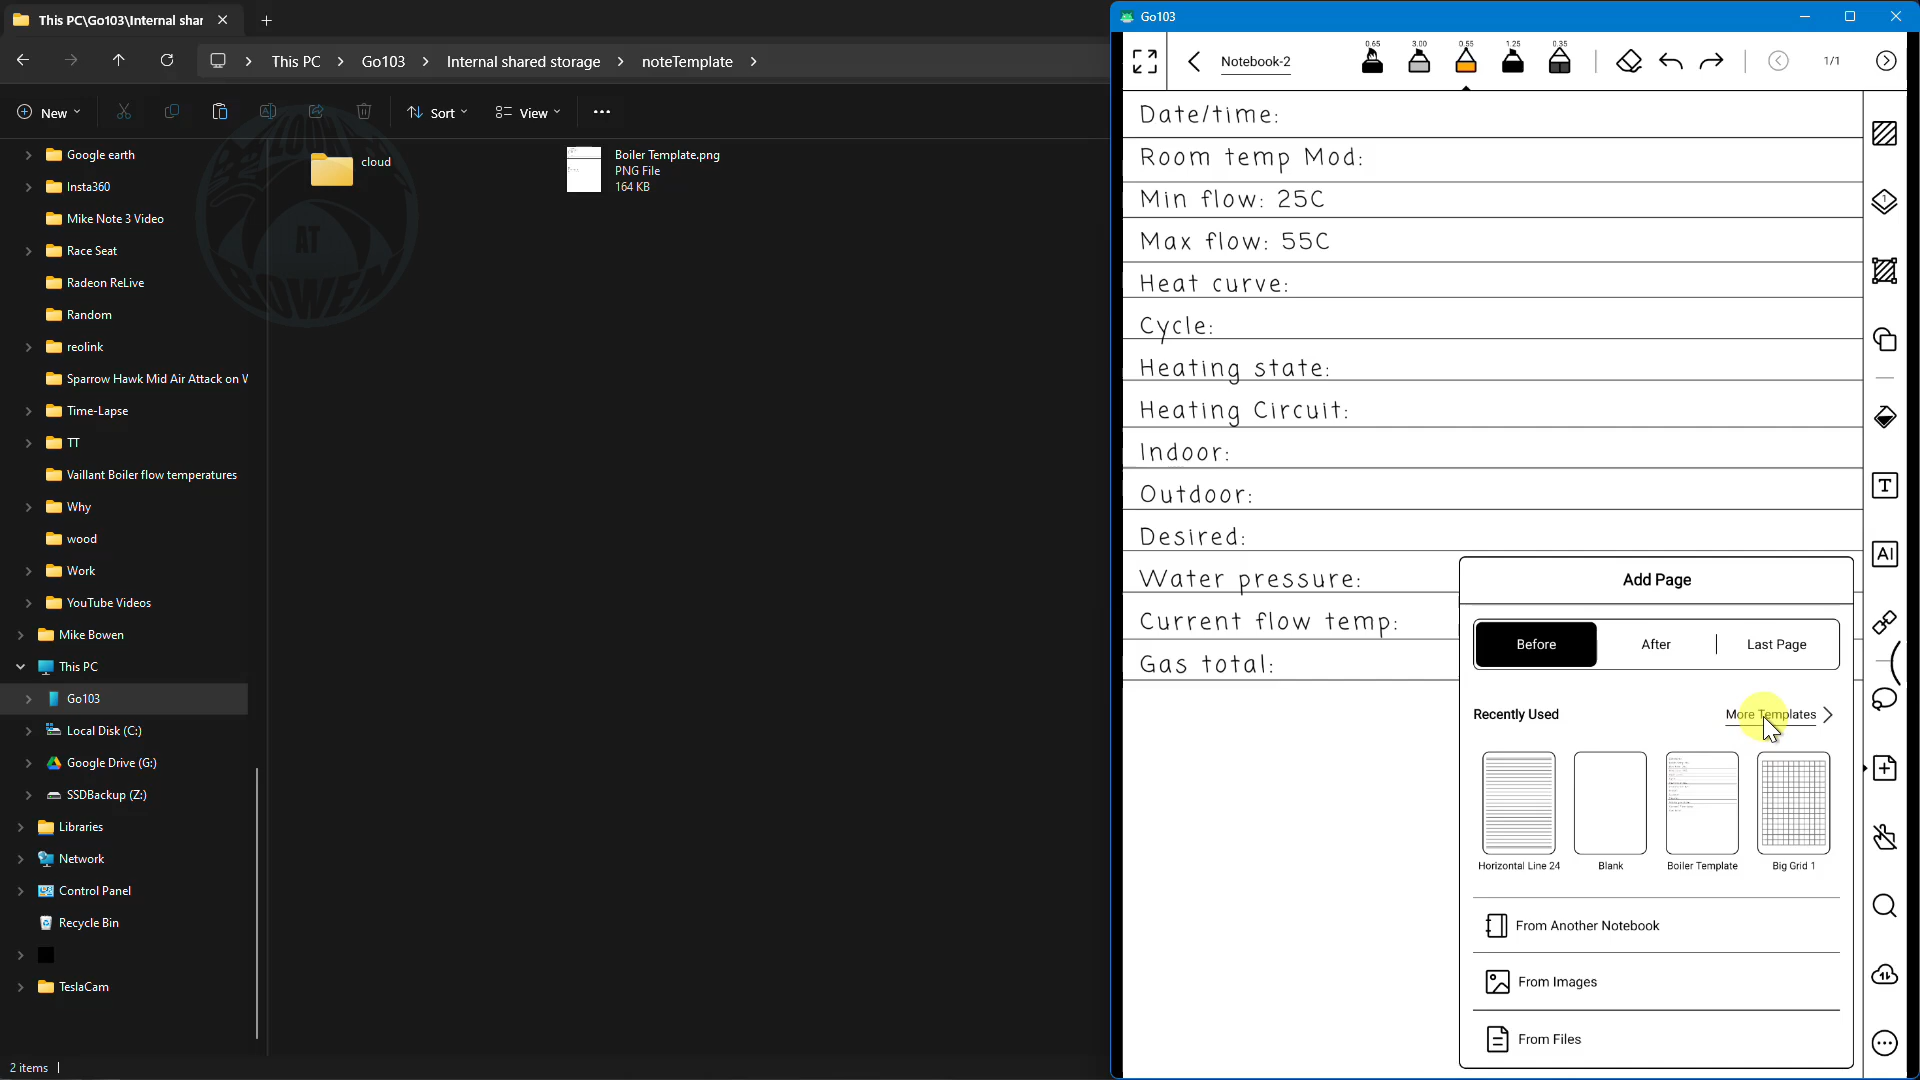 This PC\Go103\Internal shar
This PC > Go103 > Internal shared storage > noteTemplate >
New
Sort
View
Google earth
Insta360
Mike Note 3 Video
Race Seat
Radeon ReLive
Random
reolink
Sparrow Hawk Mid Air Attack on W
Time-Lapse
TT
Vaillant Boiler flow temperatures
Why
wood
Work
YouTube Videos
Mike Bowen
This PC
Go103
Local Disk (C:)
Google Drive (G:)
SSDBackup (Z:)
Libraries
Network
Control Panel
Recycle Bin
TeslaCam
2 items
cloud
Boiler Template.png
PNG File
164 KB
AT
BOWEN
Go103
Notebook-2
0.65 3.00 0.55 1.25 0.35
1/1
Date/time:
Room temp Mod:
Min flow: 25C
Max flow: 55C
Heat curve:
Cycle:
Heating state:
Heating Circuit:
Indoor:
Outdoor:
Desired:
Water pressure:
Current flow temp:
Gas total:
Add Page
Before After Last Page
Recently Used More Templates
Horizontal Line 24 Blank Boiler Template Big Grid 1
From Another Notebook
From Images
From Files
1
T
AI